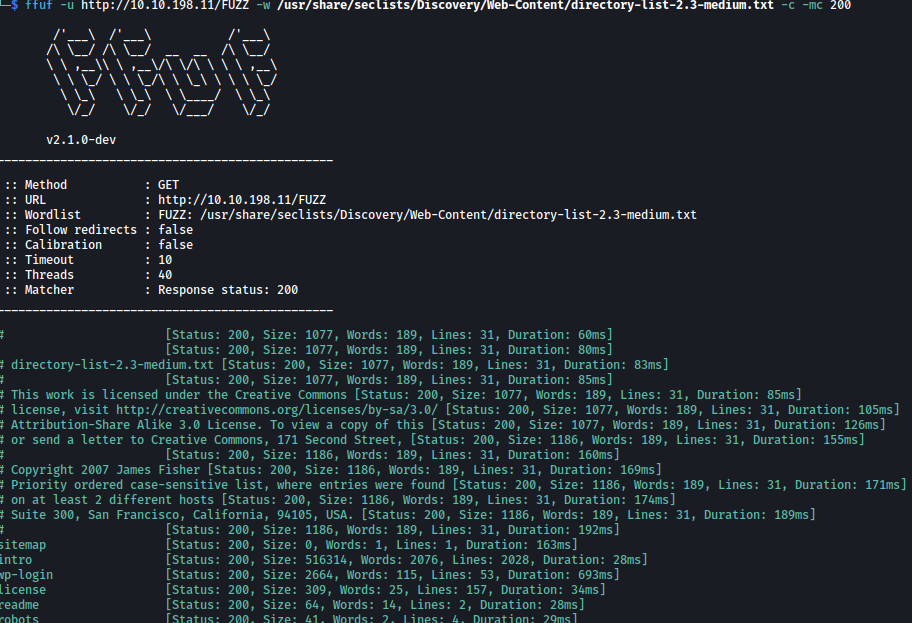 └─$ ffuf -u http://10.10.198.11/FUZZ -w /usr/share/seclists/Discovery/Web-Content/directory-list-2.3-medium.txt -c -mc 200
v2.1.0-dev
________________________________________________
:: Method : GET
:: URL : http://10.10.198.11/FUZZ
:: Wordlist : FUZZ: /usr/share/seclists/Discovery/Web-Content/directory-list-2.3-medium.txt
:: Follow redirects : false
:: Calibration : false
:: Timeout : 10
:: Threads : 40
:: Matcher : Response status: 200
________________________________________________
# [Status: 200, Size: 1077, Words: 189, Lines: 31, Duration: 60ms]
[Status: 200, Size: 1077, Words: 189, Lines: 31, Duration: 80ms]
# directory-list-2.3-medium.txt [Status: 200, Size: 1077, Words: 189, Lines: 31, Duration: 83ms]
# [Status: 200, Size: 1077, Words: 189, Lines: 31, Duration: 85ms]
# This work is licensed under the Creative Commons [Status: 200, Size: 1077, Words: 189, Lines: 31, Duration: 85ms]
# license, visit http://creativecommons.org/licenses/by-sa/3.0/ [Status: 200, Size: 1077, Words: 189, Lines: 31, Duration: 105ms]
# Attribution-Share Alike 3.0 License. To view a copy of this [Status: 200, Size: 1077, Words: 189, Lines: 31, Duration: 126ms]
# or send a letter to Creative Commons, 171 Second Street, [Status: 200, Size: 1186, Words: 189, Lines: 31, Duration: 155ms]
# [Status: 200, Size: 1186, Words: 189, Lines: 31, Duration: 160ms]
# Copyright 2007 James Fisher [Status: 200, Size: 1186, Words: 189, Lines: 31, Duration: 169ms]
# Priority ordered case-sensitive list, where entries were found [Status: 200, Size: 1186, Words: 189, Lines: 31, Duration: 171ms]
# on at least 2 different hosts [Status: 200, Size: 1186, Words: 189, Lines: 31, Duration: 174ms]
# Suite 300, San Francisco, California, 94105, USA. [Status: 200, Size: 1186, Words: 189, Lines: 31, Duration: 189ms]
# [Status: 200, Size: 1186, Words: 189, Lines: 31, Duration: 192ms]
sitemap [Status: 200, Size: 0, Words: 1, Lines: 1, Duration: 163ms]
intro [Status: 200, Size: 516314, Words: 2076, Lines: 2028, Duration: 28ms]
wp-login [Status: 200, Size: 2664, Words: 115, Lines: 53, Duration: 693ms]
license [Status: 200, Size: 309, Words: 25, Lines: 157, Duration: 34ms]
readme [Status: 200, Size: 64, Words: 14, Lines: 2, Duration: 28ms]
robots [Status: 200, Size: 41, Words: 2, Lines: 4, Duration: 29ms]